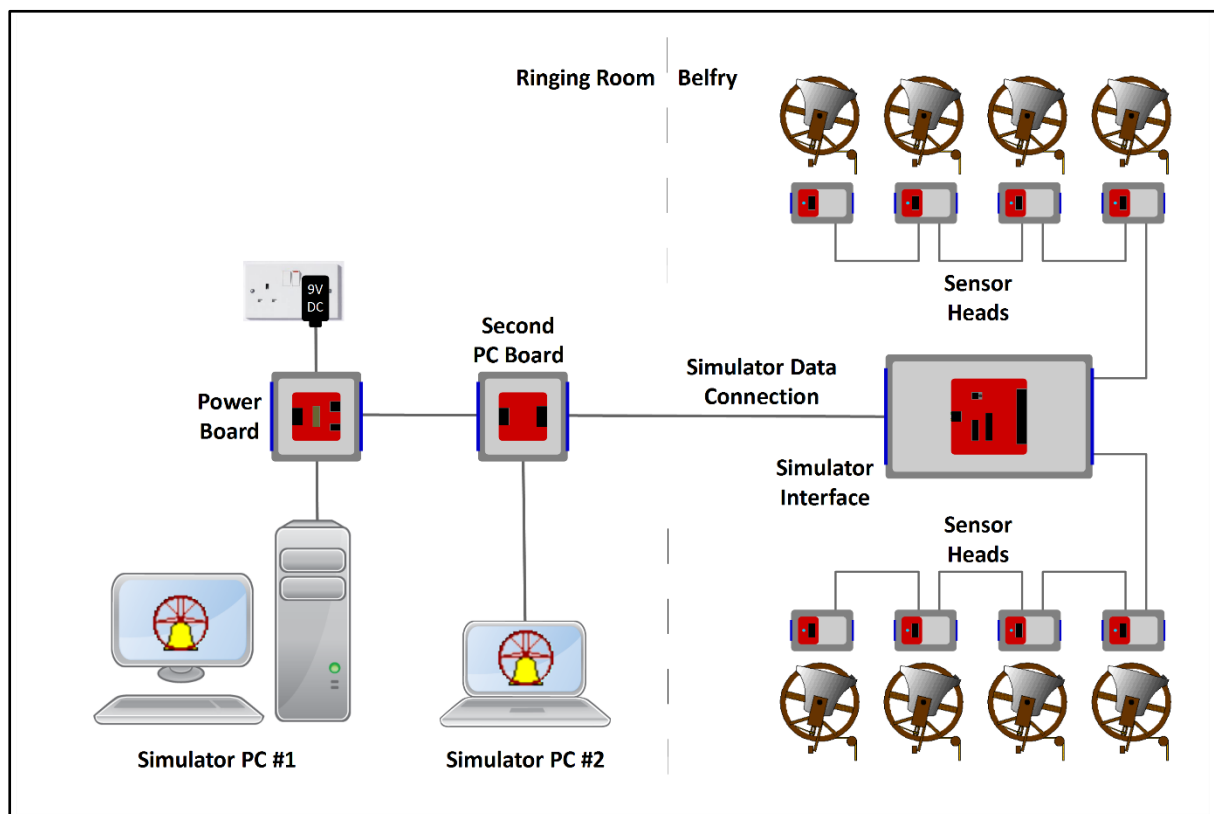 Ringing Room
Belfry
Sensor
Heads
9V
DC
Second
PC Board
Simulator Data
Connection
Power
Board
Simulator
Interface
Sensor
Heads
Simulator PC #1
Simulator PC #2